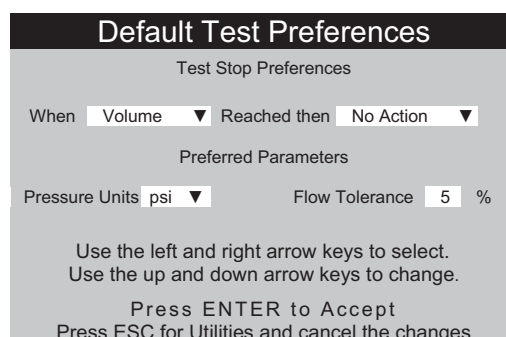 Default Test Preferences
Test Stop Preferences
When Volume ▼ Reached then No Action ▼
Preferred Parameters
Pressure Units psi ▼ Flow Tolerance 5 %
Use the left and right arrow keys to select.
Use the up and down arrow keys to change.
Press ENTER to Accept
Press ESC for Utilities and cancel the changes